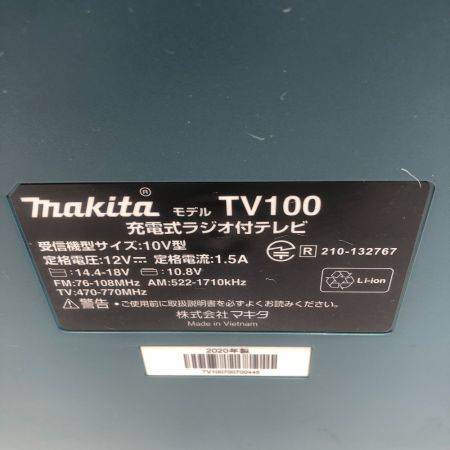 makita® モデル TV100
充電式ラジオ付テレビ
受信機型サイズ:10V型
定格電圧:12V⎓ 定格電流:1.5A
R 210-132767
:14.4-18V :10.8V
FM:76-108MHz AM:522-1710kHz
TV:470-770MHz
Li-ion
⚠警告 ・ご使用前に取扱説明書を必ずよくお読みください。
株式会社 マキタ
Made in Vietnam
2020年製